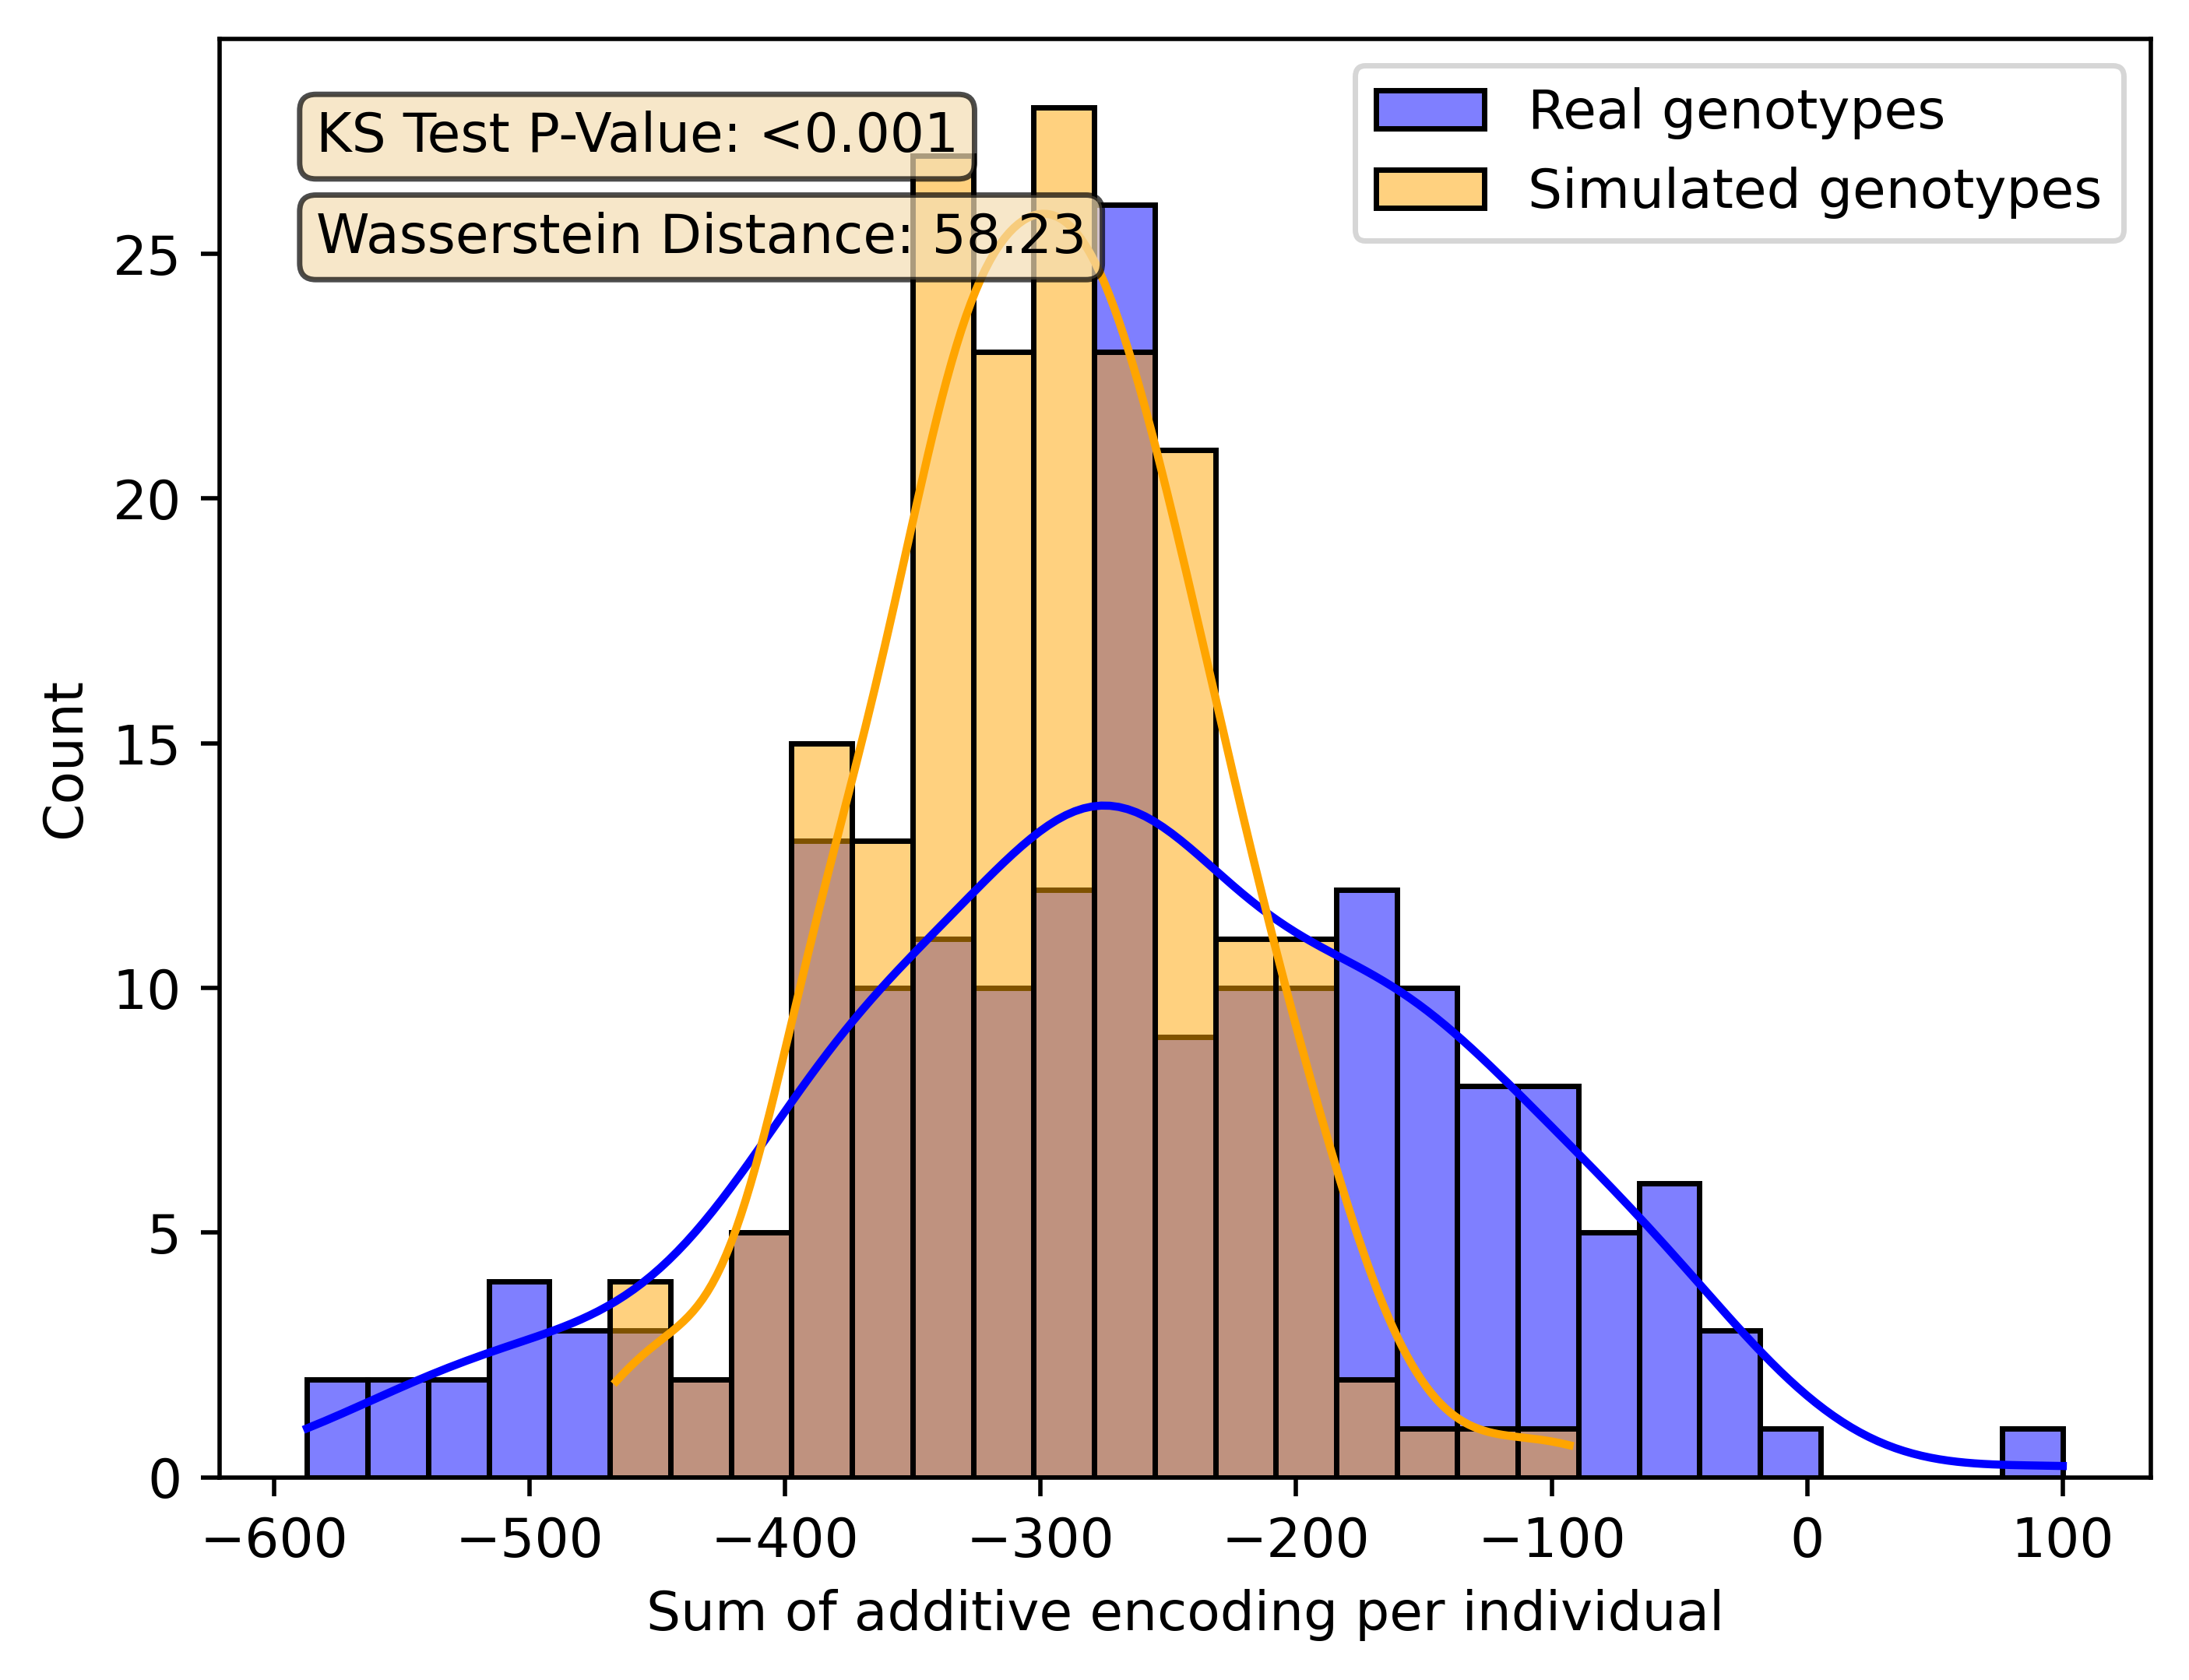 KS Test P-Value: <0.001
Wasserstein Distance: 58.23
Real genotypes
Simulated genotypes
25
20
15
10
5
0
Count
−600
−500
−400
−300
−200
−100
0
100
Sum of additive encoding per individual